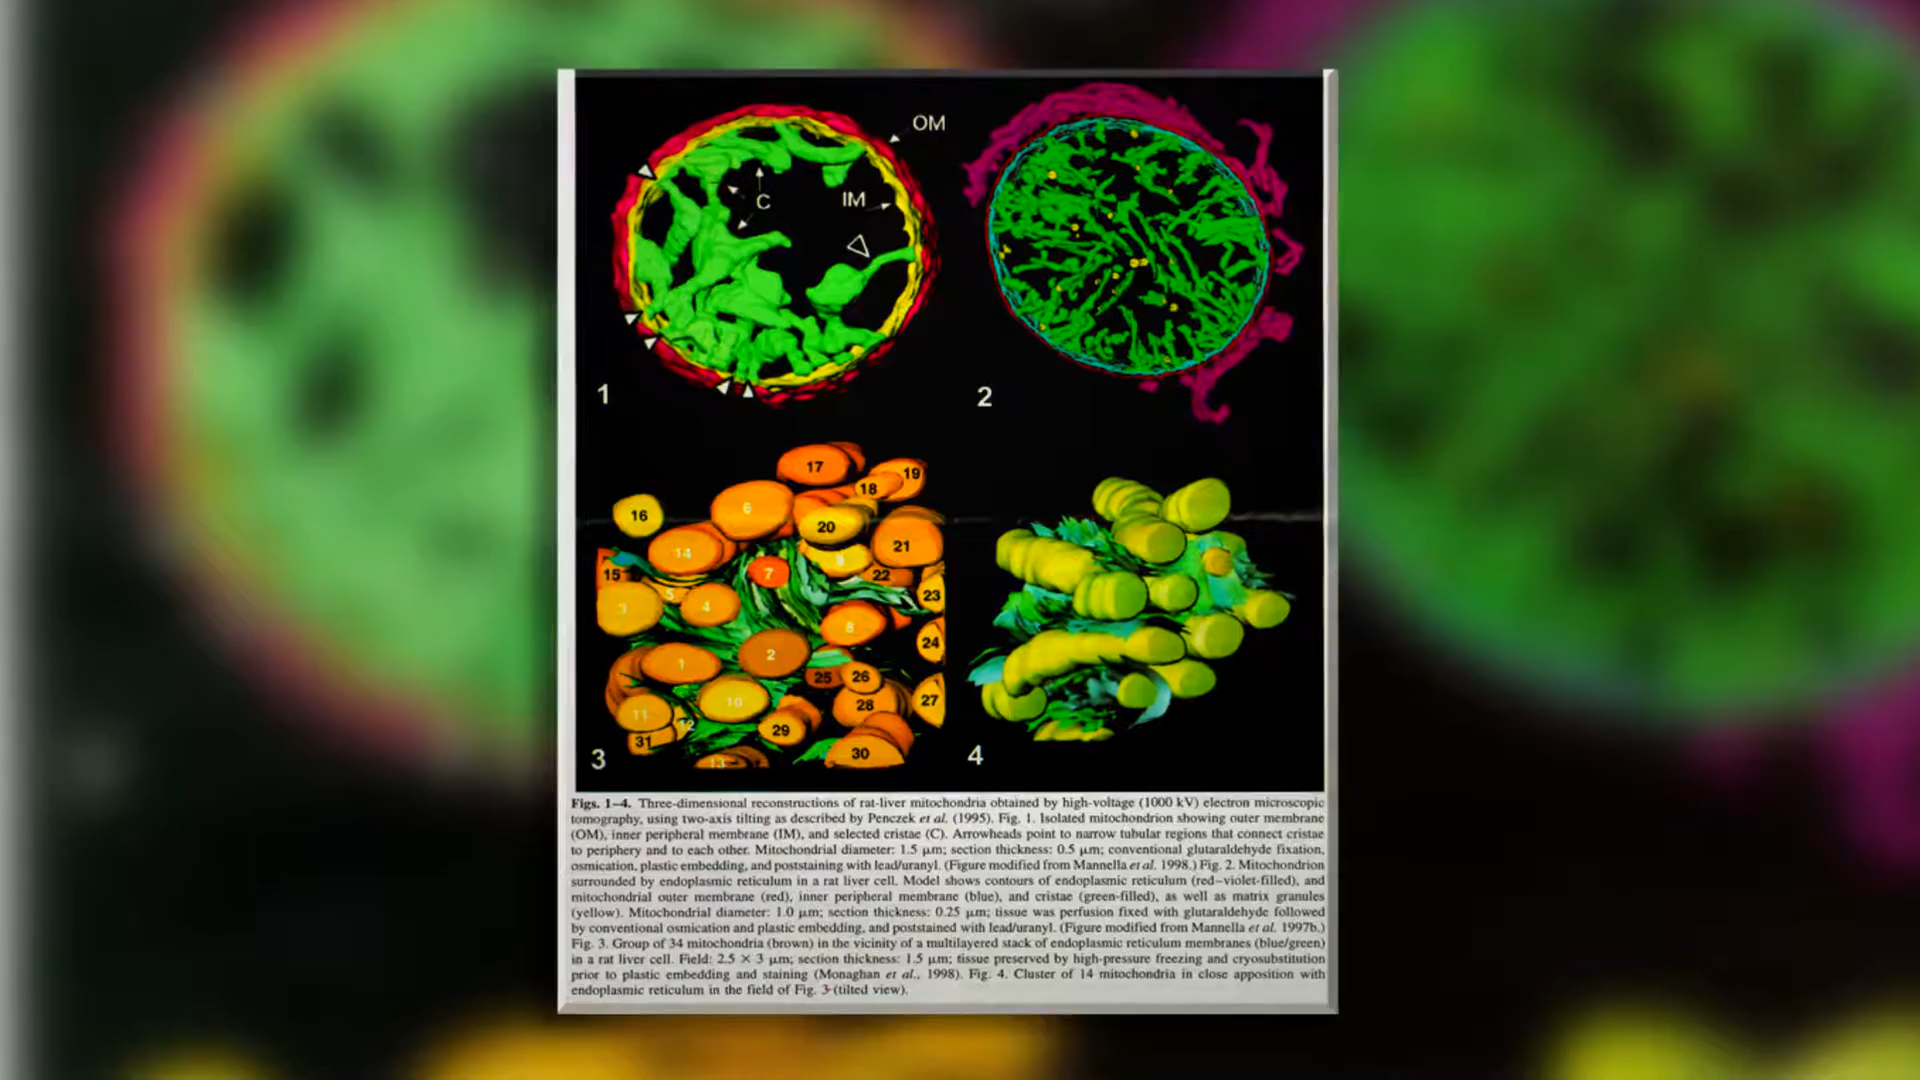 OM
C
IM
1
2
17
19
18
16
6
20
14
21
7
15
22
5
23
3
4
8
24
2
1
25
26
10
28
27
11
12
29
31
30
13
3
4
Figs. 1–4. Three-dimensional reconstructions of rat-liver mitochondria obtained by high-voltage (1000 kV) electron microscopic
tomography, using two-axis tilting as described by Penczek et al. (1995). Fig. 1. Isolated mitochondrion showing outer membrane
(OM), inner peripheral membrane (IM), and selected cristae (C). Arrowheads point to narrow tubular regions that connect cristae
to periphery and to each other. Mitochondrial diameter: 1.5 μm; section thickness: 0.5 μm; conventional glutaraldehyde fixation,
osmication, plastic embedding, and poststaining with lead/uranyl. (Figure modified from Mannella et al. 1998.) Fig. 2. Mitochondrion
surrounded by endoplasmic reticulum in a rat liver cell. Model shows contours of endoplasmic reticulum (red–violet-filled), and
mitochondrial outer membrane (red), inner peripheral membrane (blue), and cristae (green-filled), as well as matrix granules
(yellow). Mitochondrial diameter: 1.0 μm; section thickness: 0.25 μm; tissue was perfusion fixed with glutaraldehyde followed
by conventional osmication and plastic embedding, and poststained with lead/uranyl. (Figure modified from Mannella et al. 1997b.)
Fig. 3. Group of 34 mitochondria (brown) in the vicinity of a multilayered stack of endoplasmic reticulum membranes (blue/green)
in a rat liver cell. Field: 2.5 × 3 μm; section thickness: 1.5 μm; tissue preserved by high-pressure freezing and cryosubstitution
prior to plastic embedding and staining (Monaghan et al., 1998). Fig. 4. Cluster of 14 mitochondria in close apposition with
endoplasmic reticulum in the field of Fig. 3 (tilted view).